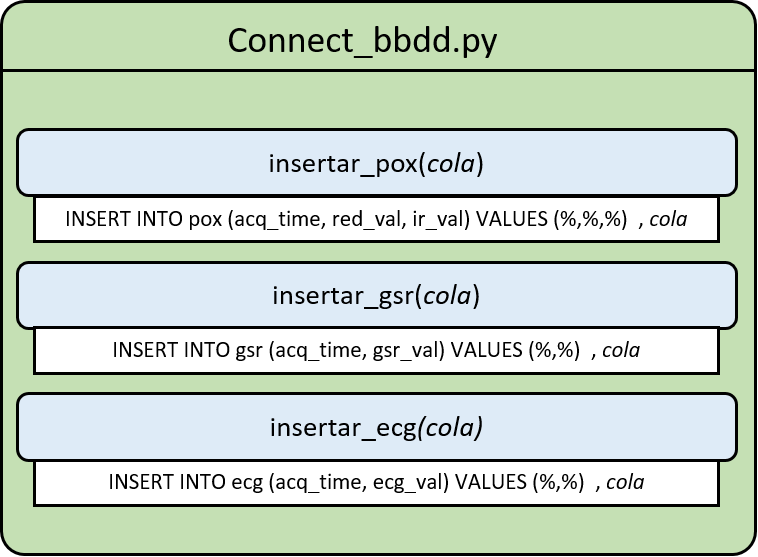 Connect_bbdd.py
insertar_pox(cola)
INSERT INTO pox (acq_time, red_val, ir_val) VALUES (%,%,%)  , cola
insertar_gsr(cola)
INSERT INTO gsr (acq_time, gsr_val) VALUES (%,%)  , cola
insertar_ecg(cola)
INSERT INTO ecg (acq_time, ecg_val) VALUES (%,%)  , cola